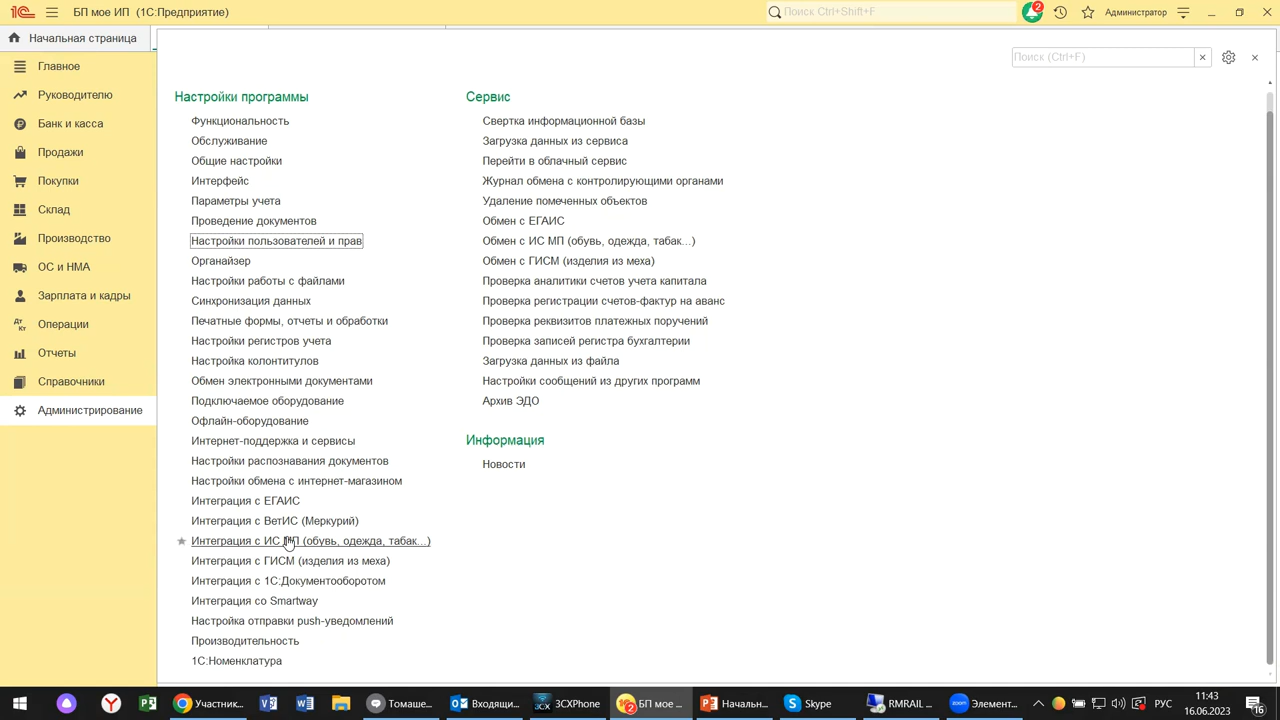 БП мое ИП (1С:Предприятие)
Поиск Ctrl+Shift+F
2
Администратор
Начальная страница
Поиск (Ctrl+F)
Главное
Руководителю
Банк и касса
Продажи
Покупки
Склад
Производство
ОС и НМА
Зарплата и кадры
Дт
Кт
Операции
Отчеты
Справочники
Администрирование
Настройки программы
Функциональность
Обслуживание
Общие настройки
Интерфейс
Параметры учета
Проведение документов
Настройки пользователей и прав
Органайзер
Настройки работы с файлами
Синхронизация данных
Печатные формы, отчеты и обработки
Настройки регистров учета
Настройка колонтитулов
Обмен электронными документами
Подключаемое оборудование
Офлайн-оборудование
Интернет-поддержка и сервисы
Настройки распознавания документов
Настройки обмена с интернет-магазином
Интеграция с ЕГАИС
Интеграция с ВетИС (Меркурий)
Интеграция с ИС МП (обувь, одежда, табак...)
Интеграция с ГИСМ (изделия из меха)
Интеграция с 1С:Документооборотом
Интеграция со Smartway
Настройка отправки push-уведомлений
Производительность
1С:Номенклатура
Сервис
Свертка информационной базы
Загрузка данных из сервиса
Перейти в облачный сервис
Журнал обмена с контролирующими органами
Удаление помеченных объектов
Обмен с ЕГАИС
Обмен с ИС МП (обувь, одежда, табак...)
Обмен с ГИСМ (изделия из меха)
Проверка аналитики счетов учета капитала
Проверка регистрации счетов-фактур на аванс
Проверка реквизитов платежных поручений
Проверка записей регистра бухгалтерии
Загрузка данных из файла
Настройки сообщений из других программ
Архив ЭДО
Информация
Новости
Участник...
Томаше...
Входящи...
3CXPhone
БП мое ...
Начальн...
Skype
RMRAIL ...
Элемент...
РУС
11:43
16.06.2023
16